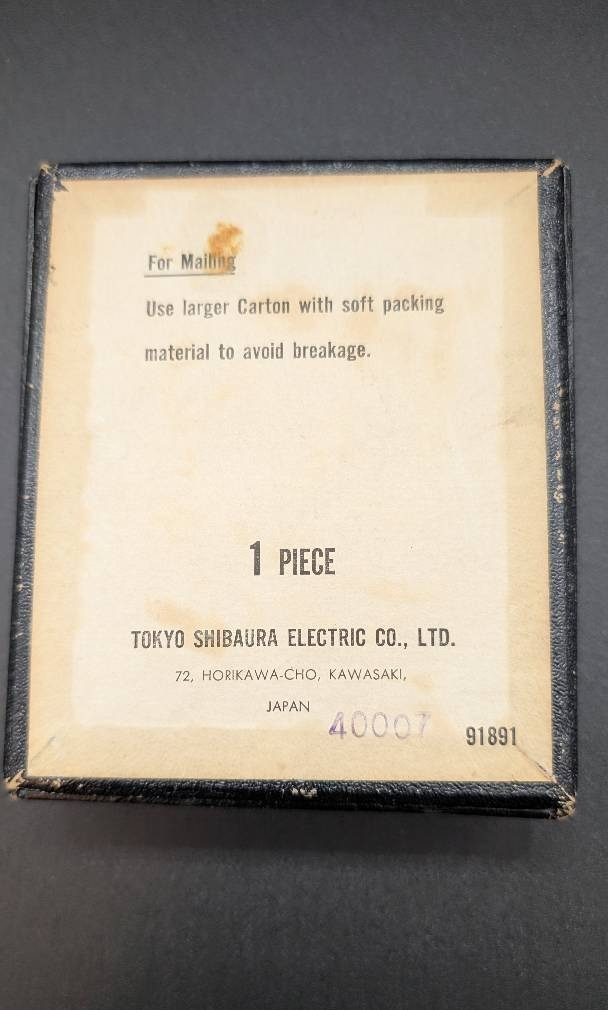 For Mailing
Use larger Carton with soft packing
material to avoid breakage.
1 PIECE
TOKYO SHIBAURA ELECTRIC CO., LTD.
72, HORIKAWA-CHO, KAWASAKI,
JAPAN
40007
91891